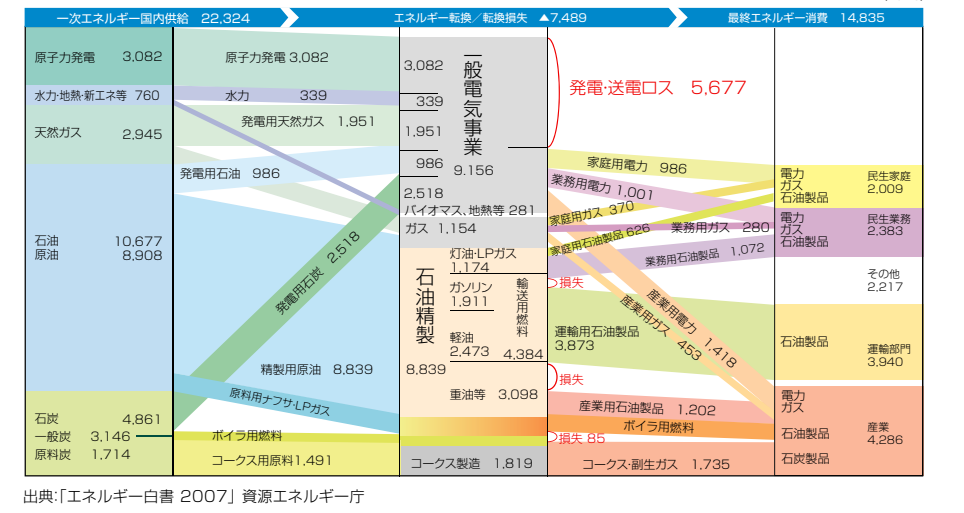 一次エネルギー国内供給 22,324
エネルギー転換／転換損失 ▲7,489
最終エネルギー消費 14,835
原子力発電 3,082
水力・地熱・新エネ等 760
天然ガス 2,945
石油 10,677
原油 8,908
石炭 4,861
一般炭 3,146
原料炭 1,714
原子力発電 3,082
水力 339
発電用天然ガス 1,951
発電用石油 986
発電用石炭 2,518
精製用原油 8,839
原料用ナフサ・LPガス
ボイラ用燃料
コークス用原料1,491
3,082
339
1,951
986
一般電気事業
9.156
2,518
バイオマス、地熱等 281
ガス 1,154
石油精製
灯油・LPガス
1,174
ガソリン
1,911
軽油
2,473
輸送用燃料
4,384
8,839
重油等 3,098
コークス製造 1,819
発電・送電ロス 5,677
家庭用電力 986
業務用電力 1,001
家庭用ガス 370
家庭用石油製品 626
業務用ガス 280
業務用石油製品 1,072
損失
産業用電力 1,418
産業用ガス 453
運輸用石油製品
3,873
損失
産業用石油製品 1,202
ボイラ用燃料
損失 85
コークス・副生ガス 1,735
電力
ガス
石油製品
民生家庭
2,009
電力
ガス
石油製品
民生業務
2,383
その他
2,217
石油製品
運輸部門
3,940
電力
ガス
石油製品
石炭製品
産業
4,286
出典:「エネルギー白書 2007」 資源エネルギー庁